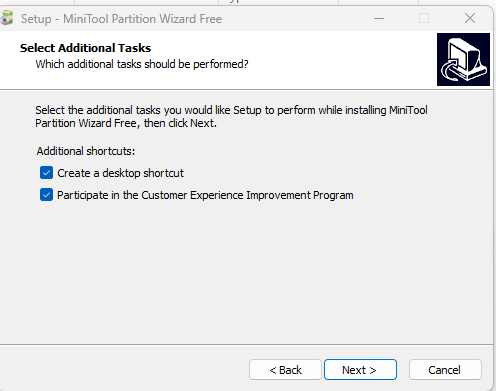 Setup - MiniTool Partition Wizard Free
Select Additional Tasks
Which additional tasks should be performed?
Select the additional tasks you would like Setup to perform while installing MiniTool
Partition Wizard Free, then click Next.
Additional shortcuts:
Create a desktop shortcut
Participate in the Customer Experience Improvement Program
< Back
Next >
Cancel